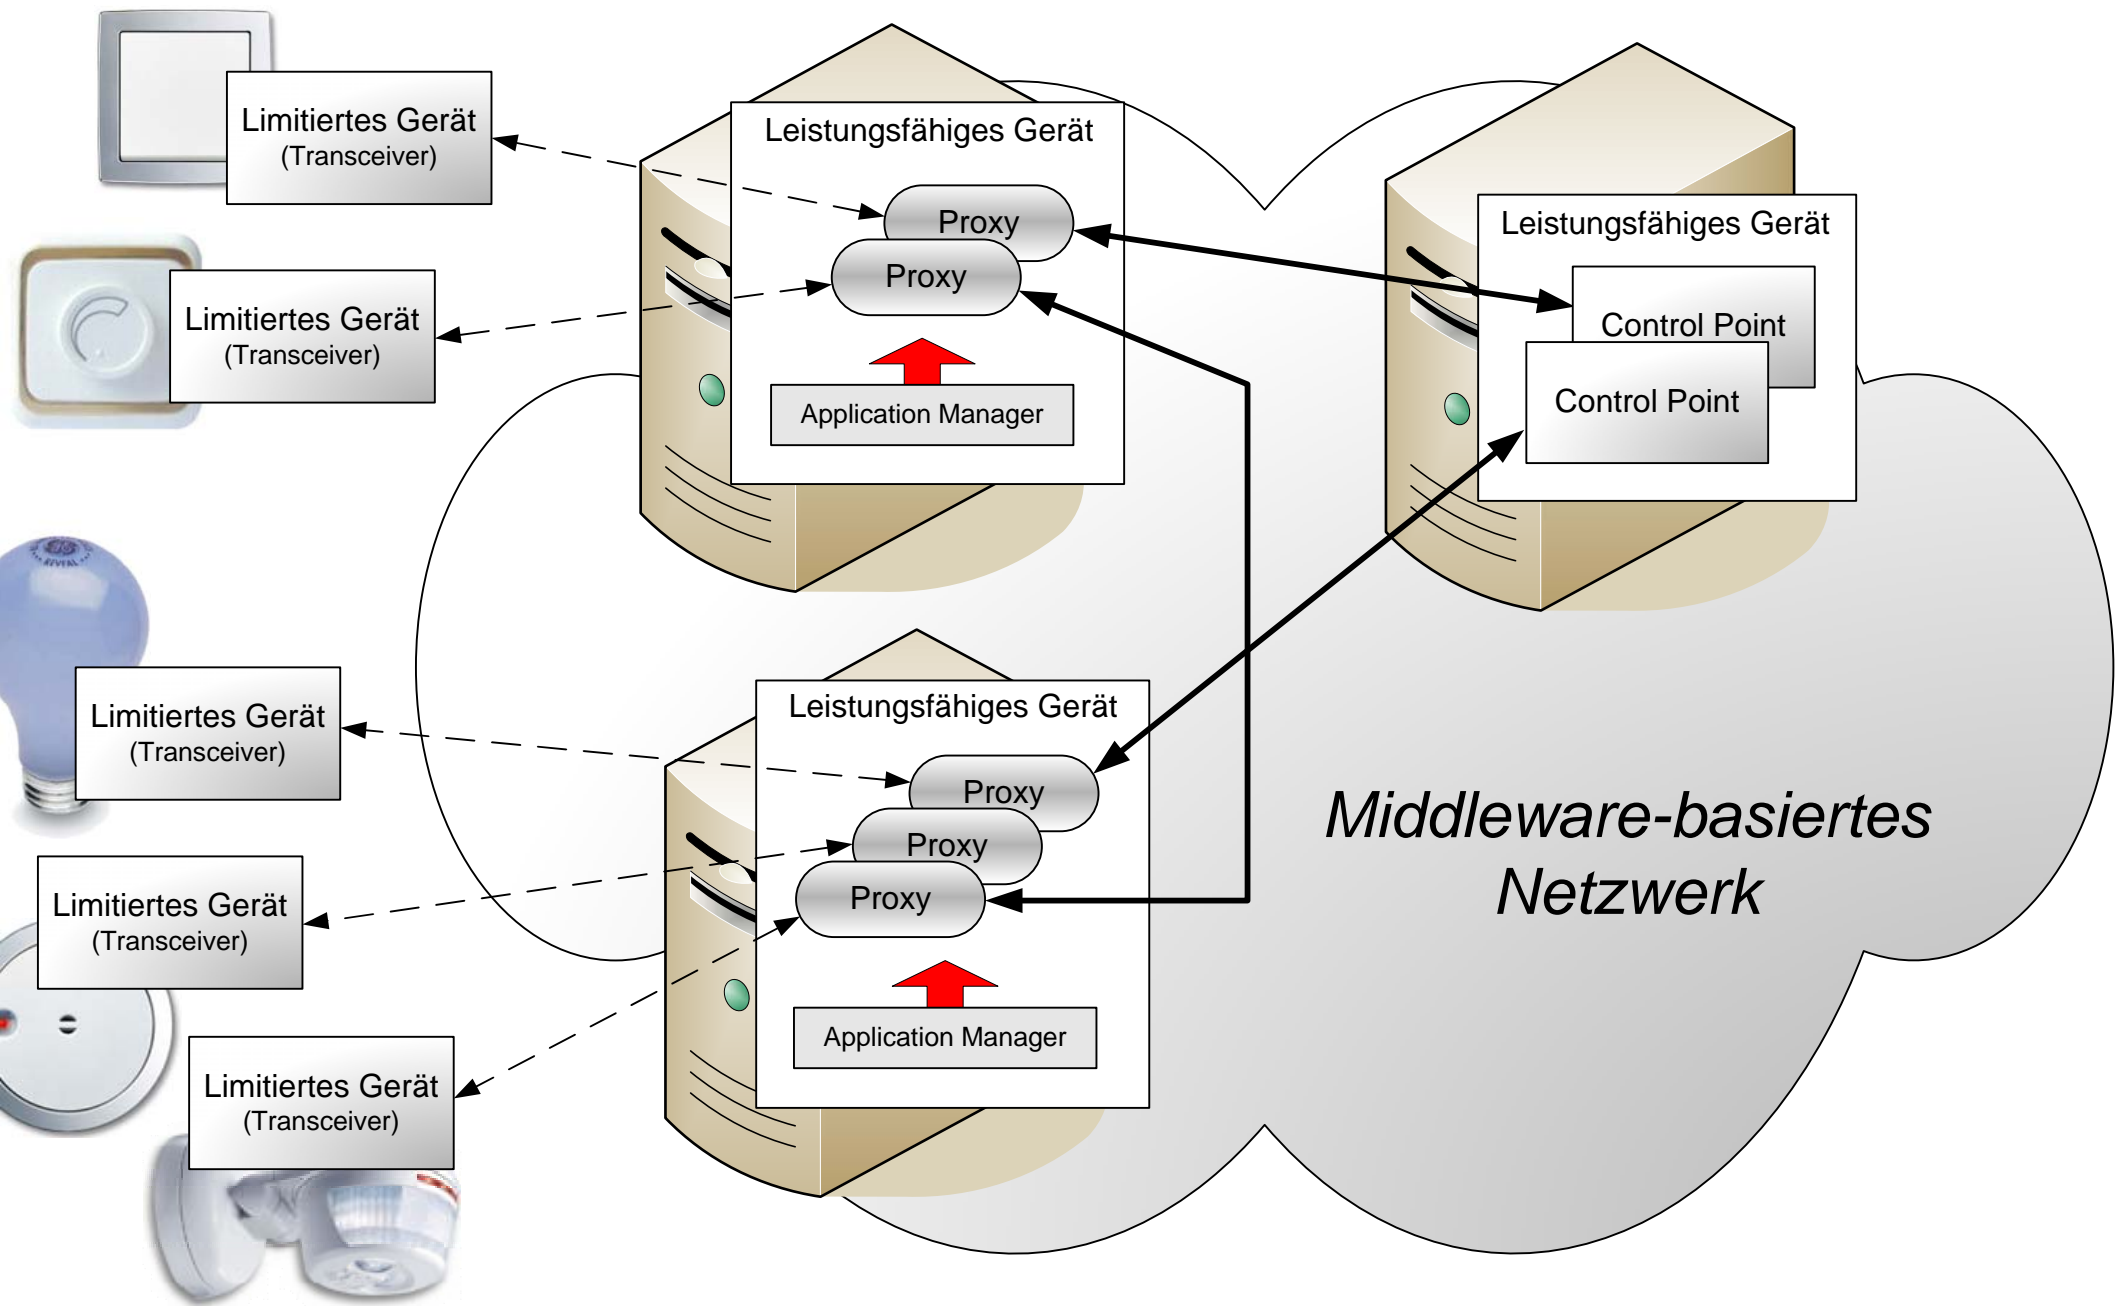 Limitiertes Gerät
(Transceiver)
Limitiertes Gerät
(Transceiver)
Limitiertes Gerät
(Transceiver)
Limitiertes Gerät
(Transceiver)
Limitiertes Gerät
(Transceiver)
Leistungsfähiges Gerät
Proxy
Proxy
Application Manager
Leistungsfähiges Gerät
Proxy
Proxy
Proxy
Application Manager
Leistungsfähiges Gerät
Control Point
Control Point
Middleware-basiertes
Netzwerk